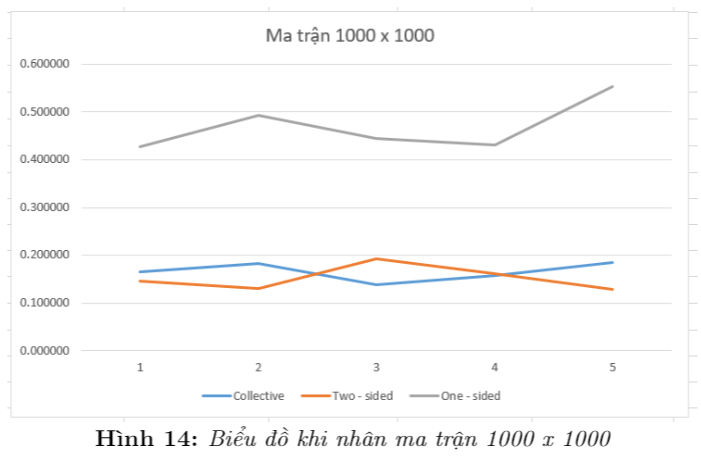 Ma trận 1000 x 1000
0.600000
0.500000
0.400000
0.300000
0.200000
0.100000
0.000000
1 2 3 4 5
Collective Two - sided One - sided
Hình 14: Biểu đồ khi nhân ma trận 1000 x 1000